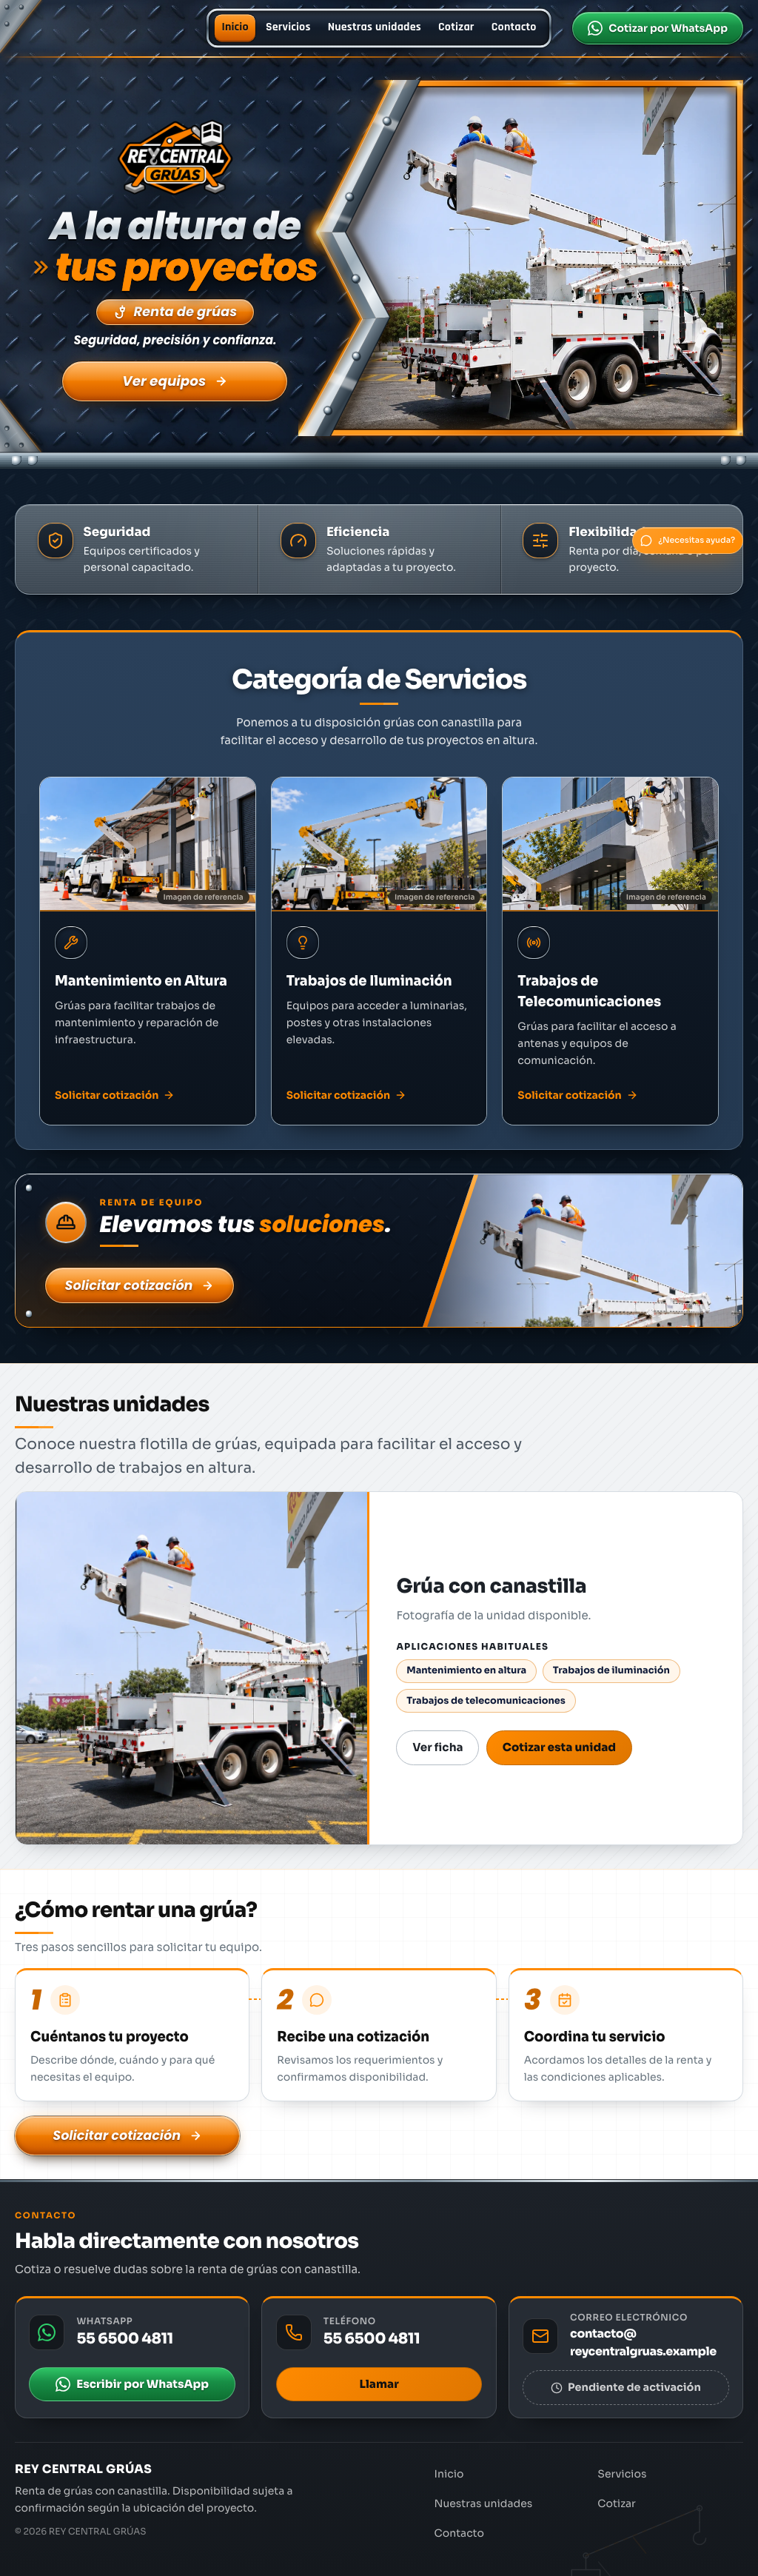 Inicio
Servicios
Nuestras unidades
Cotizar
Contacto
Cotizar por WhatsApp
REY CENTRAL
GRÚAS
A la altura de
» tus proyectos
Renta de grúas
Seguridad, precisión y confianza.
Ver equipos →
Seguridad
Equipos certificados y
personal capacitado.
Eficiencia
Soluciones rápidas y
adaptadas a tu proyecto.
Renta por día,
proyecto.
¿Necesitas ayuda?
Categoría de Servicios
Ponemos a tu disposición grúas con canastilla para
facilitar el acceso y desarrollo de tus proyectos en altura.
Imagen de referencia
Mantenimiento en Altura
Grúas para facilitar trabajos de
mantenimiento y reparación de
infraestructura.
Solicitar cotización →
Imagen de referencia
Trabajos de Iluminación
Equipos para acceder a luminarias,
postes y otras instalaciones
elevadas.
Solicitar cotización →
Imagen de referencia
Trabajos de
Telecomunicaciones
Grúas para facilitar el acceso a
antenas y equipos de
comunicación.
Solicitar cotización →
RENTA DE EQUIPO
Elevamos tus soluciones.
Solicitar cotización →
Nuestras unidades
Conoce nuestra flotilla de grúas, equipada para facilitar el acceso y
desarrollo de trabajos en altura.
Grúa con canastilla
Fotografía de la unidad disponible.
APLICACIONES HABITUALES
Mantenimiento en altura
Trabajos de iluminación
Trabajos de telecomunicaciones
Ver ficha
Cotizar esta unidad
¿Cómo rentar una grúa?
Tres pasos sencillos para solicitar tu equipo.
1
Cuéntanos tu proyecto
Describe dónde, cuándo y para qué
necesitas el equipo.
2
Recibe una cotización
Revisamos los requerimientos y
confirmamos disponibilidad.
3
Coordina tu servicio
Acordamos los detalles de la renta y
las condiciones aplicables.
Solicitar cotización →
CONTACTO
Habla directamente con nosotros
Cotiza o resuelve dudas sobre la renta de grúas con canastilla.
WHATSAPP
55 6500 4811
Escribir por WhatsApp
TELÉFONO
55 6500 4811
Llamar
CORREO ELECTRÓNICO
contacto@
reycentralgruas.example
Pendiente de activación
REY CENTRAL GRÚAS
Renta de grúas con canastilla. Disponibilidad sujeta a
confirmación según la ubicación del proyecto.
© 2026 REY CENTRAL GRÚAS
Inicio
Servicios
Nuestras unidades
Cotizar
Contacto